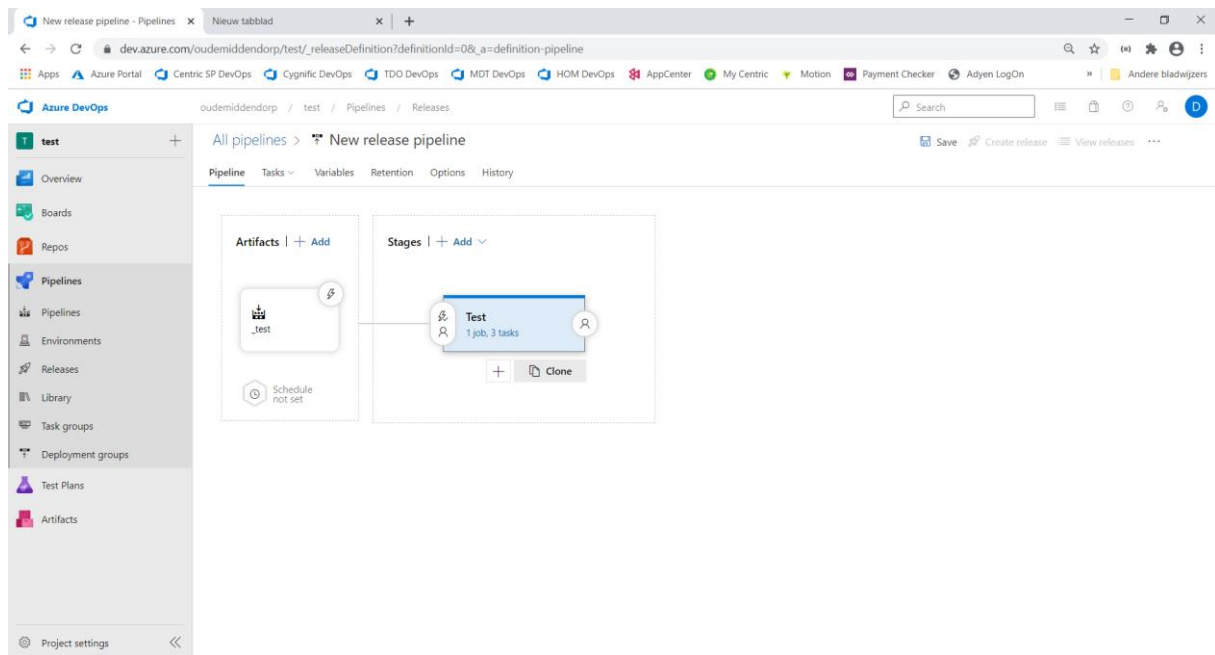 New release pipeline - Pipelines
Nieuw tabblad
dev.azure.com/oudemiddendorp/test/_releaseDefinition?definitionId=0&_a=definition-pipeline
Apps Azure Portal Centric SP DevOps Cygnific DevOps TDO DevOps MDT DevOps HOM DevOps AppCenter My Centric Motion Payment Checker Adyen LogOn » Andere bladwijzers
Azure DevOps
oudemiddendorp / test / Pipelines / Releases
Search
D
T test
All pipelines > New release pipeline
Save Create release View releases ...
Pipeline Tasks Variables Retention Options History
Overview
Boards
Repos
Pipelines
Pipelines
Environments
Releases
Library
Task groups
Deployment groups
Test Plans
Artifacts
Project settings
Artifacts | + Add
_test
Schedule
not set
Stages | + Add
Test
1 job, 3 tasks
+ Clone